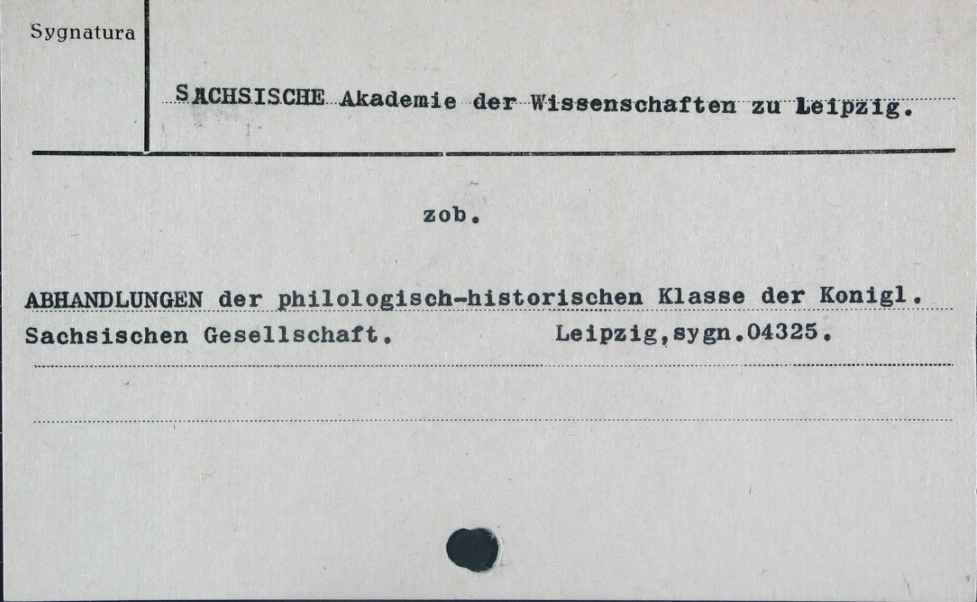 Sygnatura
SACHSISCHE Akademie der Wissenschaften zu Leipzig.
zob.
ABHANDLUNGEN der philologisch-historischen Klasse der Konigl.
Sachsischen Gesellschaft. Leipzig,sygn.04325.